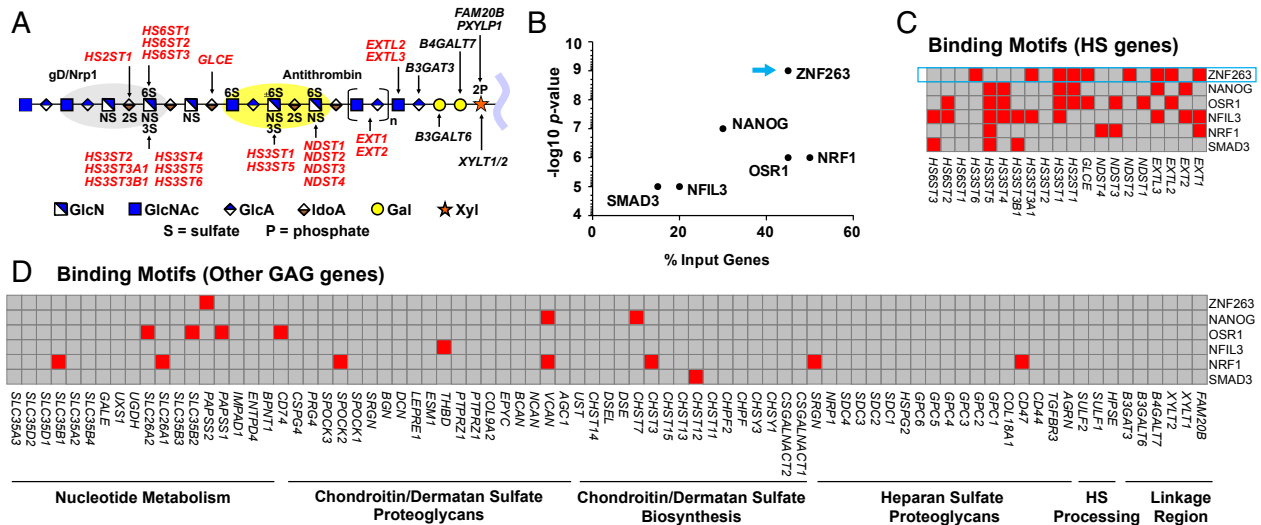 A
HS2ST1
HS6ST1
HS6ST2
HS6ST3
GLCE
EXTL2
EXTL3
B4GALT7
B3GAT3
FAM20B
PXYLP1
gD/Nrp1
Antithrombin
6S
6S
±6S
6S
2P
NS
2S
NS
3S
NS
NS
3S
2S
NS
n
HS3ST2
HS3ST3A1
HS3ST3B1
HS3ST4
HS3ST5
HS3ST6
HS3ST1
HS3ST5
NDST1
NDST2
NDST3
NDST4
EXT1
EXT2
B3GALT6
XYLT1/2
GlcN
GlcNAc
GlcA
IdoA
Gal
Xyl
S = sulfate P = phosphate
B
-log10 p-value
10
9
8
7
6
5
4
ZNF263
NANOG
OSR1
NRF1
SMAD3
NFIL3
0 20 40 60
% Input Genes
C
Binding Motifs (HS genes)
ZNF263
NANOG
OSR1
NFIL3
NRF1
SMAD3
HS6ST3
HS6ST2
HS6ST1
HS3ST6
HS3ST5
HS3ST4
HS3ST3B1
HS3ST3A1
HS3ST2
HS3ST1
HS2ST1
GLCE
NDST4
NDST3
NDST2
NDST1
EXTL3
EXTL2
EXT2
EXT1
D
Binding Motifs (Other GAG genes)
ZNF263
NANOG
OSR1
NFIL3
NRF1
SMAD3
SLC35A3
SLC35D2
SLC35D1
SLC35B1
SLC35A2
SLC35B4
GALE
UXS1
UGDH
SLC26A2
SLC26A1
SLC35B3
SLC35B2
PAPSS2
PAPSS1
IMPAD1
ENTPD4
BPNT1
CD74
CSPG4
PRG4
SPOCK3
SPOCK2
SPOCK1
SRGN
BGN
DCN
LEPRE1
ESM1
THBD
PTPRZ1
PTPRZ1
COL9A2
EPYC
BCAN
NCAN
VCAN
AGC1
UST
CHST14
DSEL
DSE
CHST7
CHST3
CHST15
CHST13
CHST12
CHST11
CHPF2
CHPF
CHSY3
CHSY1
CSGALNACT2
CSGALNACT1
SRGN
NRP1
SDC4
SDC3
SDC2
SDC1
HSPG2
GPC6
GPC5
GPC4
GPC3
GPC2
GPC1
COL18A1
CD47
CD44
TGFBR3
AGRN
SULF2
SULF1
HPSE
B3GAT3
B3GALT6
B4GALT7
XYLT2
XYLT1
FAM20B
Nucleotide Metabolism
Chondroitin/Dermatan Sulfate
Proteoglycans
Chondroitin/Dermatan Sulfate
Biosynthesis
Heparan Sulfate
Proteoglycans
HS
Processing
Linkage
Region